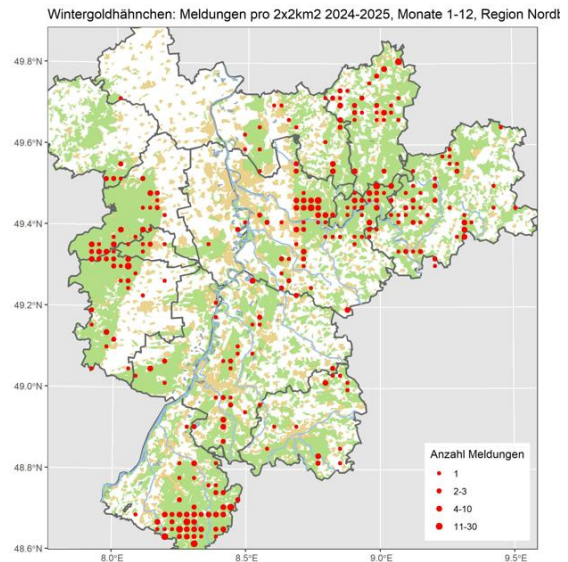 Wintergoldhähnchen: Meldungen pro 2x2km2 2024-2025, Monate 1-12, Region Nordb
49.8°N
49.6°N
49.4°N
49.2°N
49.0°N
48.8°N
48.6°N
Anzahl Meldungen
1
2-3
4-10
11-30
8.0°E 8.5°E 9.0°E 9.5°E